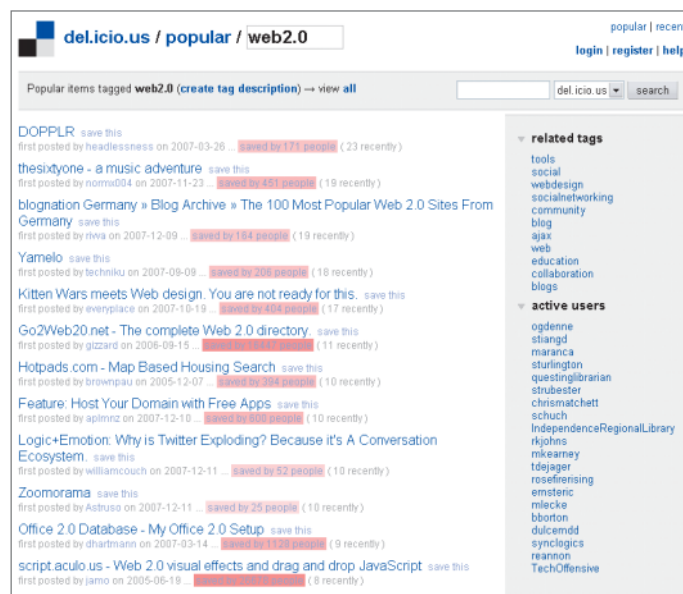 popular | recen
del.icio.us / popular / web2.0
login | register | help
Popular items tagged web2.0 (create tag description) → view all
del.icio.us search
DOPPLR save this
first posted by headlessness on 2007-03-26 ... saved by 171 people ( 23 recently )
thesixtyone - a music adventure save this
first posted by normx004 on 2007-11-23 ... saved by 451 people ( 19 recently )
blognation Germany » Blog Archive » The 100 Most Popular Web 2.0 Sites From
Germany save this
first posted by riwa on 2007-12-09 ... saved by 164 people ( 19 recently )
Yamelo save this
first posted by techniku on 2007-09-09 ... saved by 206 people ( 18 recently )
Kitten Wars meets Web design. You are not ready for this. save this
first posted by everyplace on 2007-10-19 ... saved by 404 people ( 17 recently )
Go2Web20.net - The complete Web 2.0 directory. save this
first posted by gizzard on 2006-09-15 ... saved by 16447 people ( 11 recently )
Hotpads.com - Map Based Housing Search save this
first posted by brownpau on 2005-12-07 ... saved by 394 people ( 10 recently )
Feature: Host Your Domain with Free Apps save this
first posted by aplmnz on 2007-12-10 ... saved by 600 people ( 10 recently )
Logic+Emotion: Why is Twitter Exploding? Because it's A Conversation
Ecosystem. save this
first posted by williamcouch on 2007-12-11 ... saved by 52 people ( 10 recently )
Zoomorama save this
first posted by Astruso on 2007-12-11 ... saved by 25 people ( 10 recently )
Office 2.0 Database - My Office 2.0 Setup save this
first posted by dhartmann on 2007-03-14 ... saved by 1128 people ( 9 recently )
script.aculo.us - Web 2.0 visual effects and drag and drop JavaScript save this
first posted by jarno on 2005-06-19 ... saved by people ( 8 recently )
related tags
tools
social
webdesign
socialnetworking
community
blog
ajax
web
education
collaboration
blogs
active users
ogdenne
stiangd
maranca
sturlington
questinglibrarian
strubester
chrismatchett
schuch
IndependenceRegionalLibrary
rkjohns
mkearney
tdejager
rosefirerising
ernsteric
mlecke
bborton
dulcemdd
synclogics
reannon
TechOffensive